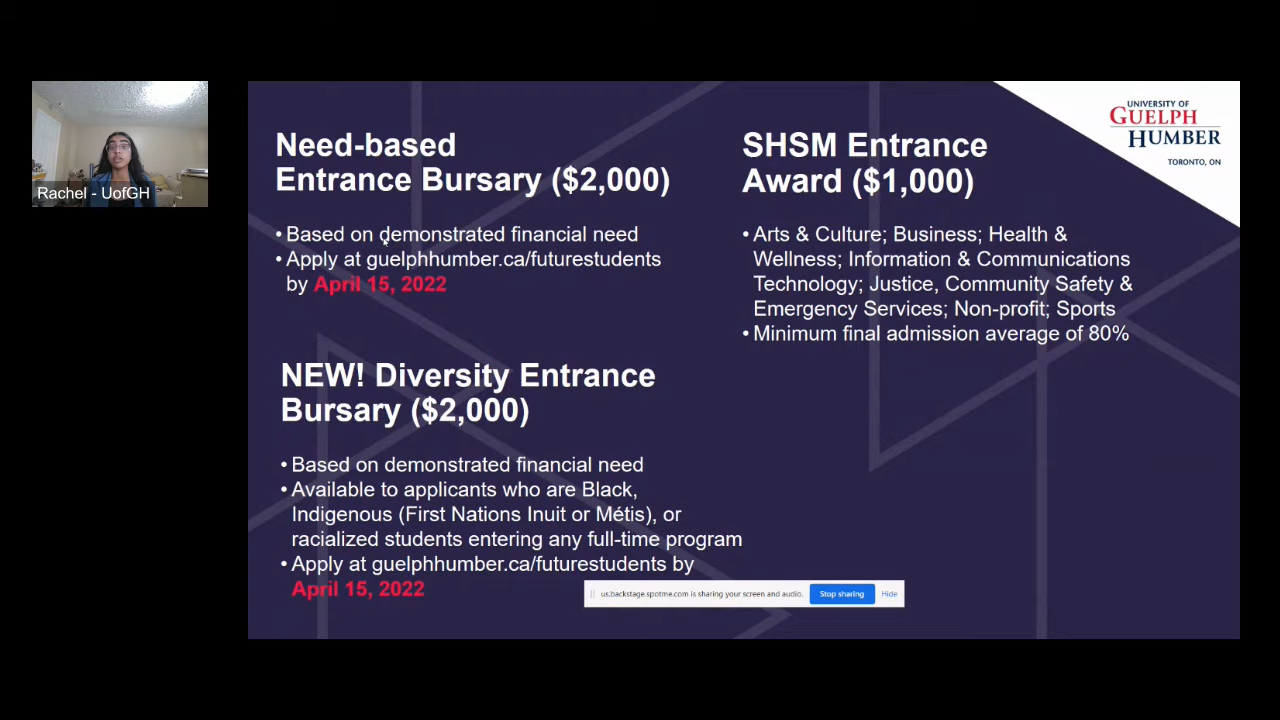 Rachel - UofGH
Need-based
Entrance Bursary ($2,000)
• Based on demonstrated financial need
• Apply at guelphhumber.ca/futurestudents
by April 15, 2022
NEW! Diversity Entrance
Bursary ($2,000)
• Based on demonstrated financial need
• Available to applicants who are Black,
Indigenous (First Nations Inuit or Métis), or
racialized students entering any full-time program
• Apply at guelphhumber.ca/futurestudents by
April 15, 2022
SHSM Entrance
Award ($1,000)
• Arts & Culture; Business; Health &
Wellness; Information & Communications
Technology; Justice, Community Safety &
Emergency Services; Non-profit; Sports
• Minimum final admission average of 80%
UNIVERSITY OF
GUELPH
HUMBER
TORONTO, ON
us.backstage.spotme.com is sharing your screen and audio.
Stop sharing
Hide